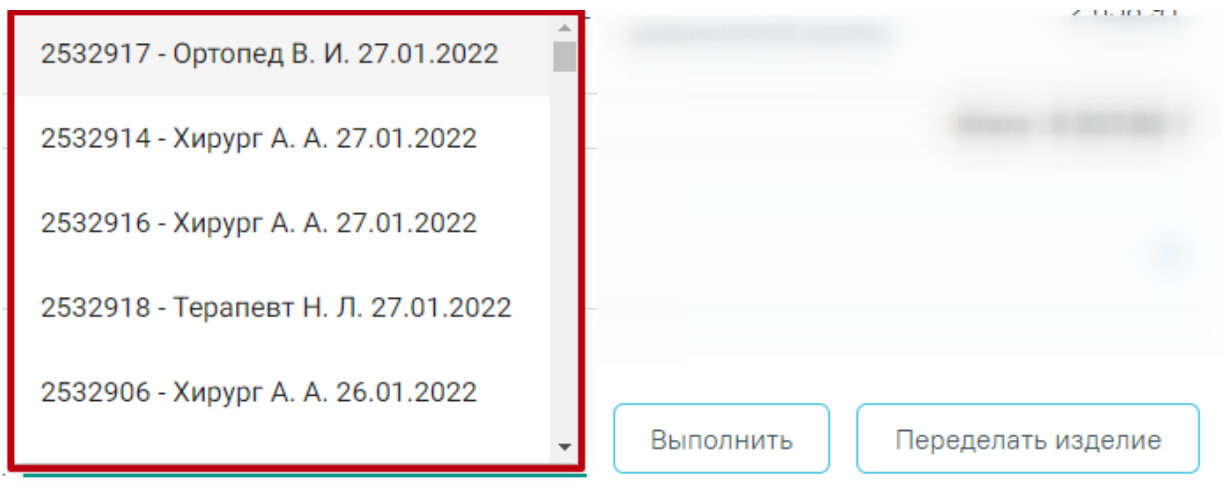 2532917 - Ортопед В. И. 27.01.2022
2532914 - Хирург А. А. 27.01.2022
2532916 - Хирург А. А. 27.01.2022
2532918 - Терапевт Н. Л. 27.01.2022
2532906 - Хирург А. А. 26.01.2022
Выполнить
Переделать изделие